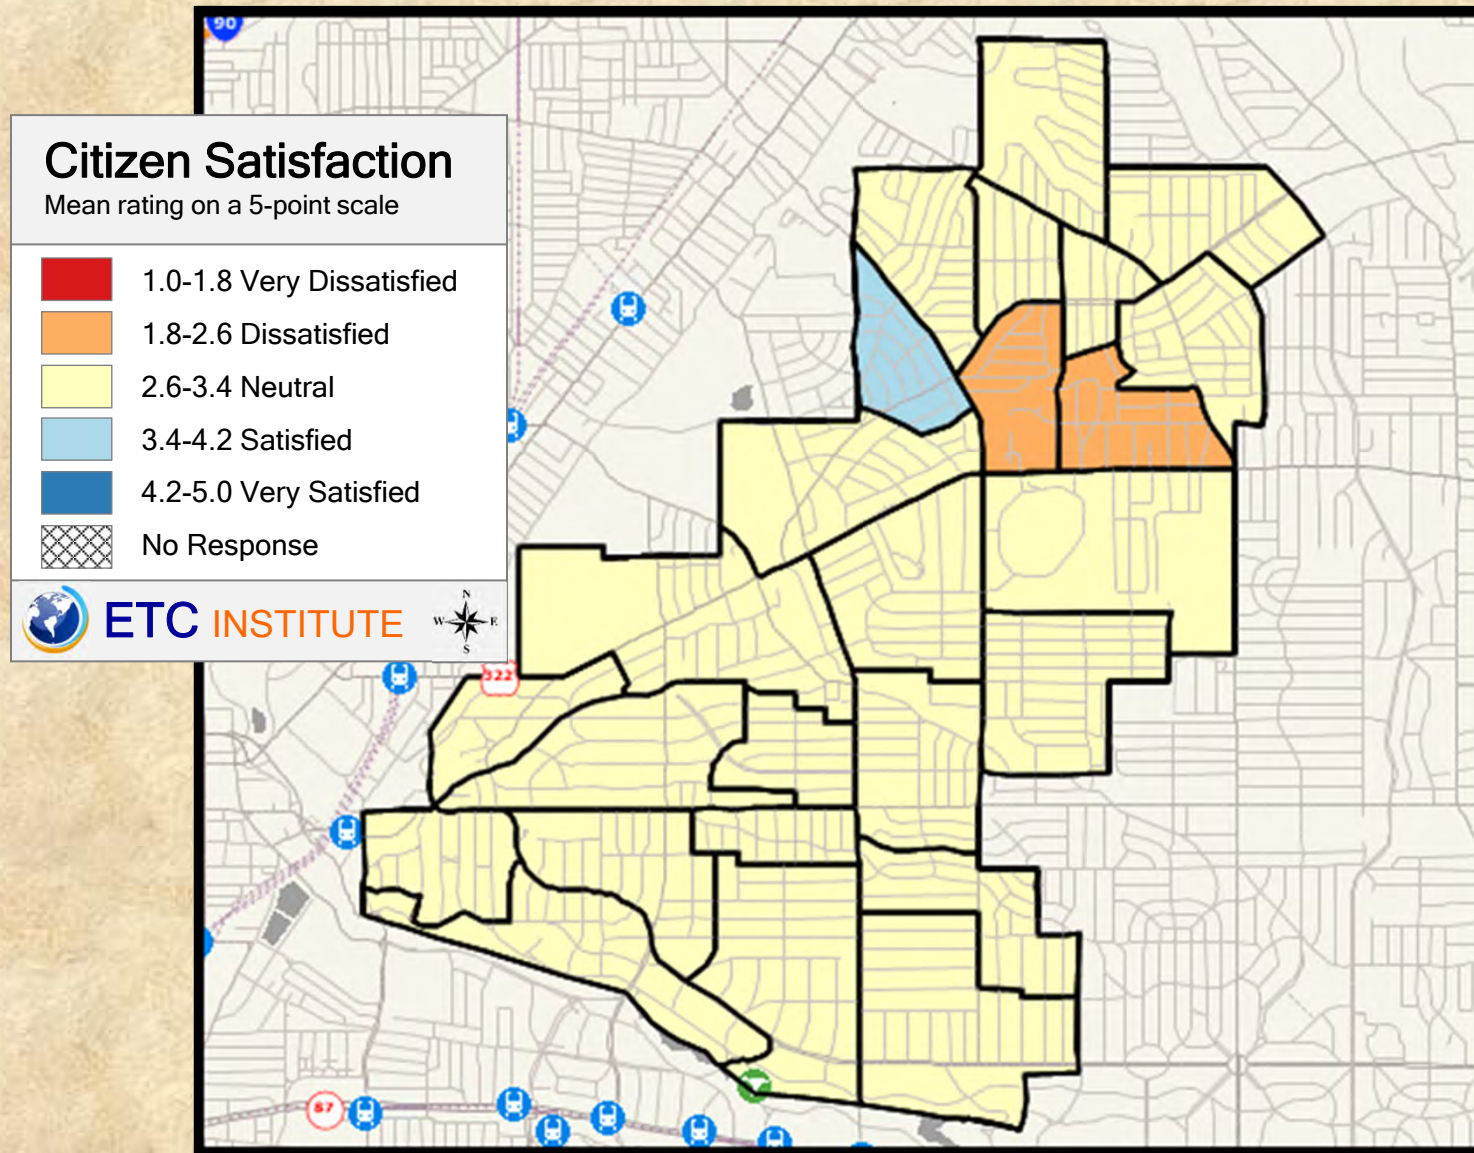 90
Citizen Satisfaction
Mean rating on a 5-point scale
1.0-1.8 Very Dissatisfied
1.8-2.6 Dissatisfied
2.6-3.4 Neutral
3.4-4.2 Satisfied
4.2-5.0 Very Satisfied
No Response
ETC INSTITUTE
N
W E
S
322
87